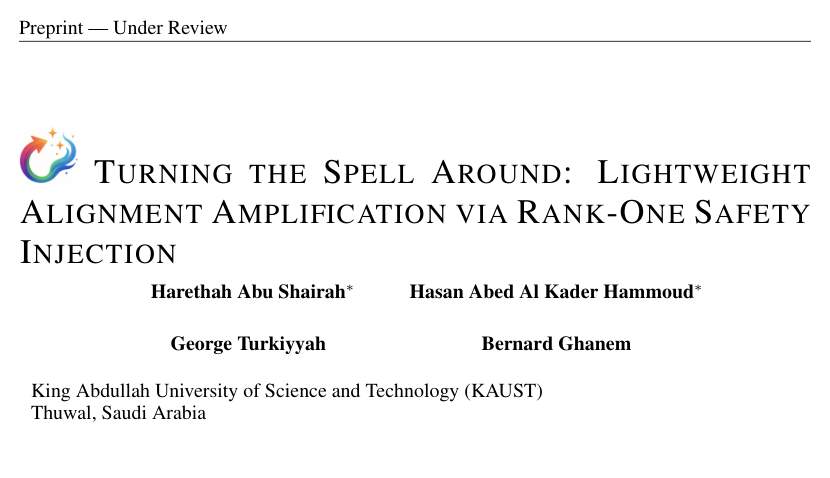 Preprint — Under Review
TURNING THE SPELL AROUND: LIGHTWEIGHT
ALIGNMENT AMPLIFICATION VIA RANK-ONE SAFETY
INJECTION
Harethah Abu Shairah* Hasan Abed Al Kader Hammoud*
George Turkiyyah Bernard Ghanem
King Abdullah University of Science and Technology (KAUST)
Thuwal, Saudi Arabia